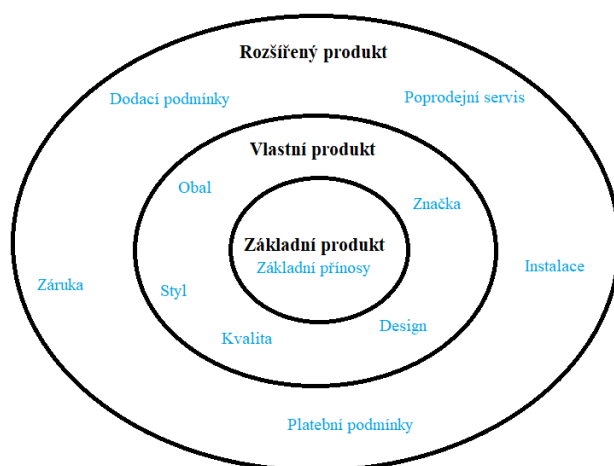 Rozšířený produkt
Dodací podmínky
Poprodejní servis
Vlastní produkt
Obal
Značka
Základní produkt
Základní přínosy
Instalace
Záruka
Styl
Design
Kvalita
Platební podmínky